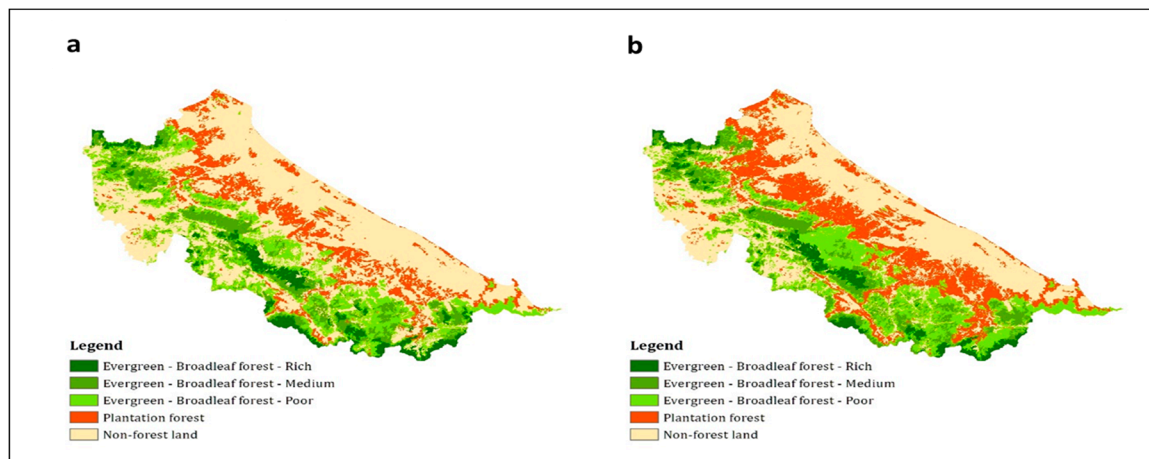 a
b
Legend
Evergreen - Broadleaf forest - Rich
Evergreen - Broadleaf forest - Medium
Evergreen - Broadleaf forest - Poor
Plantation forest
Non-forest land
Legend
Evergreen - Broadleaf forest - Rich
Evergreen - Broadleaf forest - Medium
Evergreen - Broadleaf forest - Poor
Plantation forest
Non-forest land